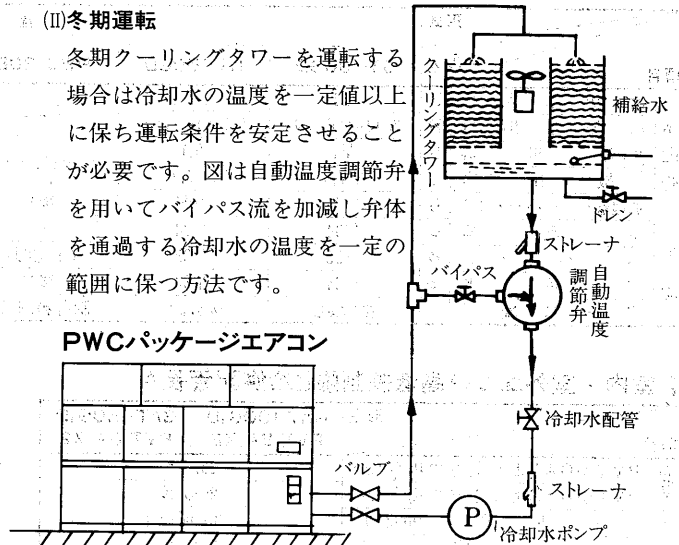 (II)冬期運転
冬期クーリングタワーを運転する
場合は冷却水の温度を一定値以上
に保ち運転条件を安定させること
が必要です。図は自動温度調節弁
を用いてバイパス流を加減し弁体
を通過する冷却水の温度を一定の
範囲に保つ方法です。
クーリングタワー
補給水
ドレン
ストレーナ
バイパス
自動温度
調節弁
PWCパッケージエアコン
冷却水配管
バルブ
ストレーナ
P
冷却水ポンプ